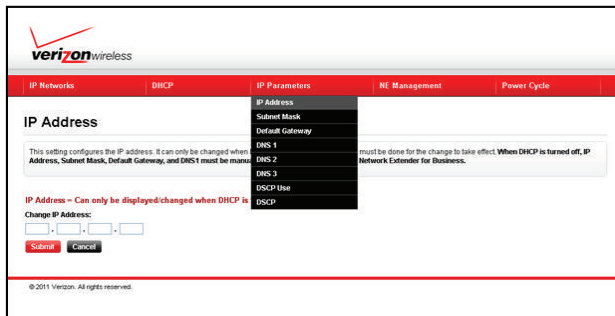 verizonwireless
IP Networks DHCP IP Parameters NE Management Power Cycle
IP Address
Subnet Mask
Default Gateway
DNS 1
DNS 2
DNS 3
DSCP Use
DSCP
IP Address
This setting configures the IP address. It can only be changed when must be done for the change to take effect. When DHCP is turned off, IP
Address, Subnet Mask, Default Gateway, and DNS1 must be manua Network Extender for Business.
IP Address = Can only be displayed/changed when DHCP is
Change IP Address:
. . .
Submit Cancel
© 2011 Verizon. All rights reserved.